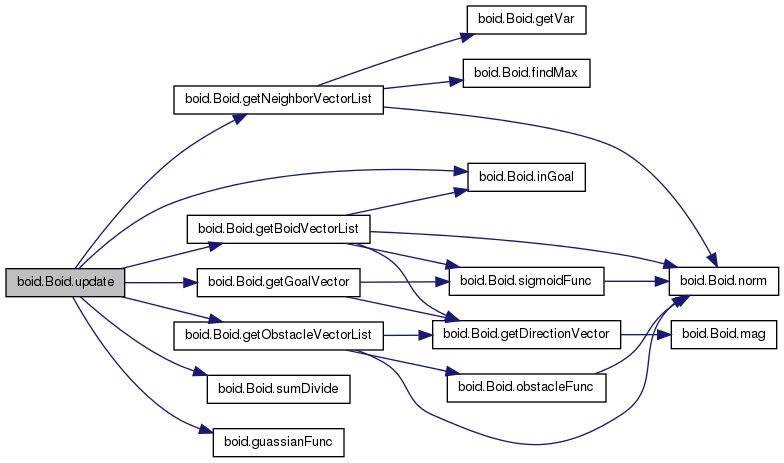 boid.Boid.getVar
boid.Boid.findMax
boid.Boid.getNeighborVectorList
boid.Boid.inGoal
boid.Boid.getBoidVectorList
boid.Boid.update
boid.Boid.getGoalVector
boid.Boid.sigmoidFunc
boid.Boid.norm
boid.Boid.getObstacleVectorList
boid.Boid.getDirectionVector
boid.Boid.mag
boid.Boid.sumDivide
boid.Boid.obstacleFunc
boid.guassianFunc